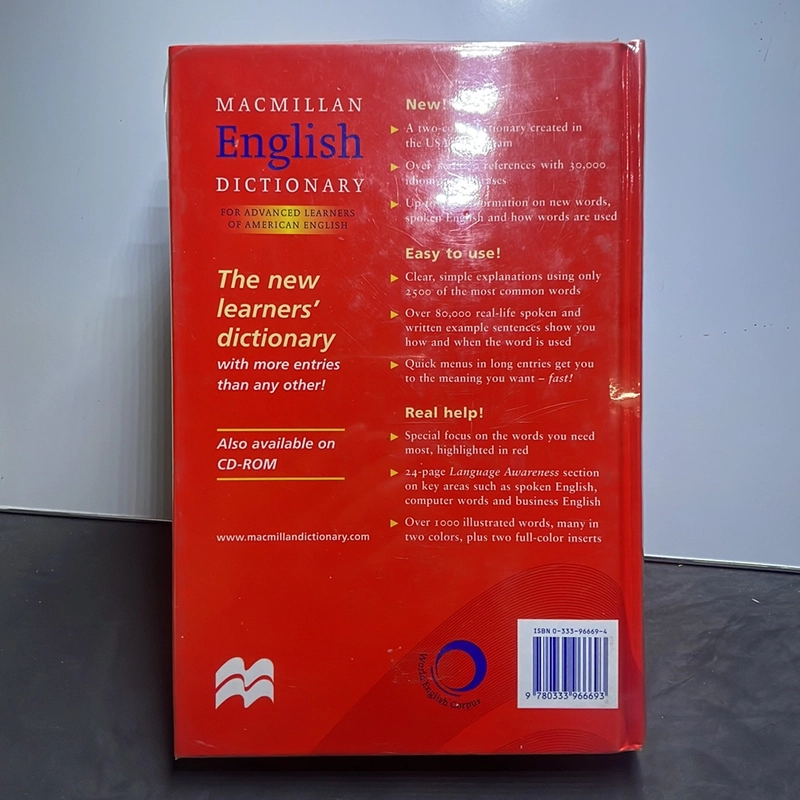 MACMILLAN
English
DICTIONARY
FOR ADVANCED LEARNERS
OF AMERICAN ENGLISH
The new
learners'
dictionary
with more entries
than any other!
Also available on
CD-ROM
www.macmillandictionary.com
New!
A dictionary created in
the US
Over references with 30,000
Up on new words,
spoken English and how words are used
Easy to use!
Clear, simple explanations using only
2500 of the most common words
Over 80,000 real-life spoken and
written example sentences show you
how and when the word is used
Quick menus in long entries get you
to the meaning you want – fast!
Real help!
Special focus on the words you need
most, highlighted in red
24-page Language Awareness section
on key areas such as spoken English,
computer words and business English
Over 1000 illustrated words, many in
two colors, plus two full-color inserts
World English Corpus
ISBN 0-333-96669-4
9 780333 966693